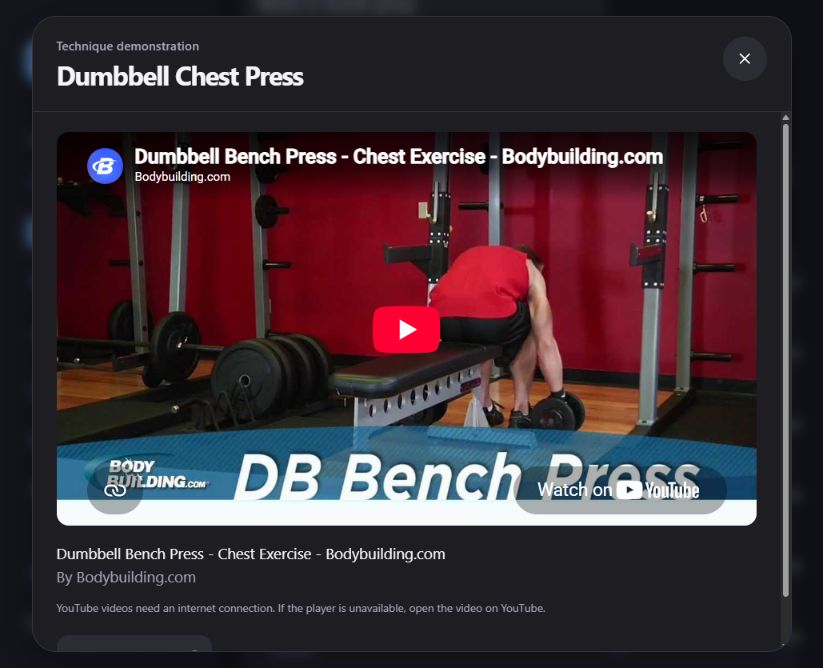 Technique demonstration
Dumbbell Chest Press
Dumbbell Bench Press - Chest Exercise - Bodybuilding.com
Bodybuilding.com
BODY
BUILDING.COM
DB Bench Press
Watch on YouTube
Dumbbell Bench Press - Chest Exercise - Bodybuilding.com
By Bodybuilding.com
YouTube videos need an internet connection. If the player is unavailable, open the video on YouTube.